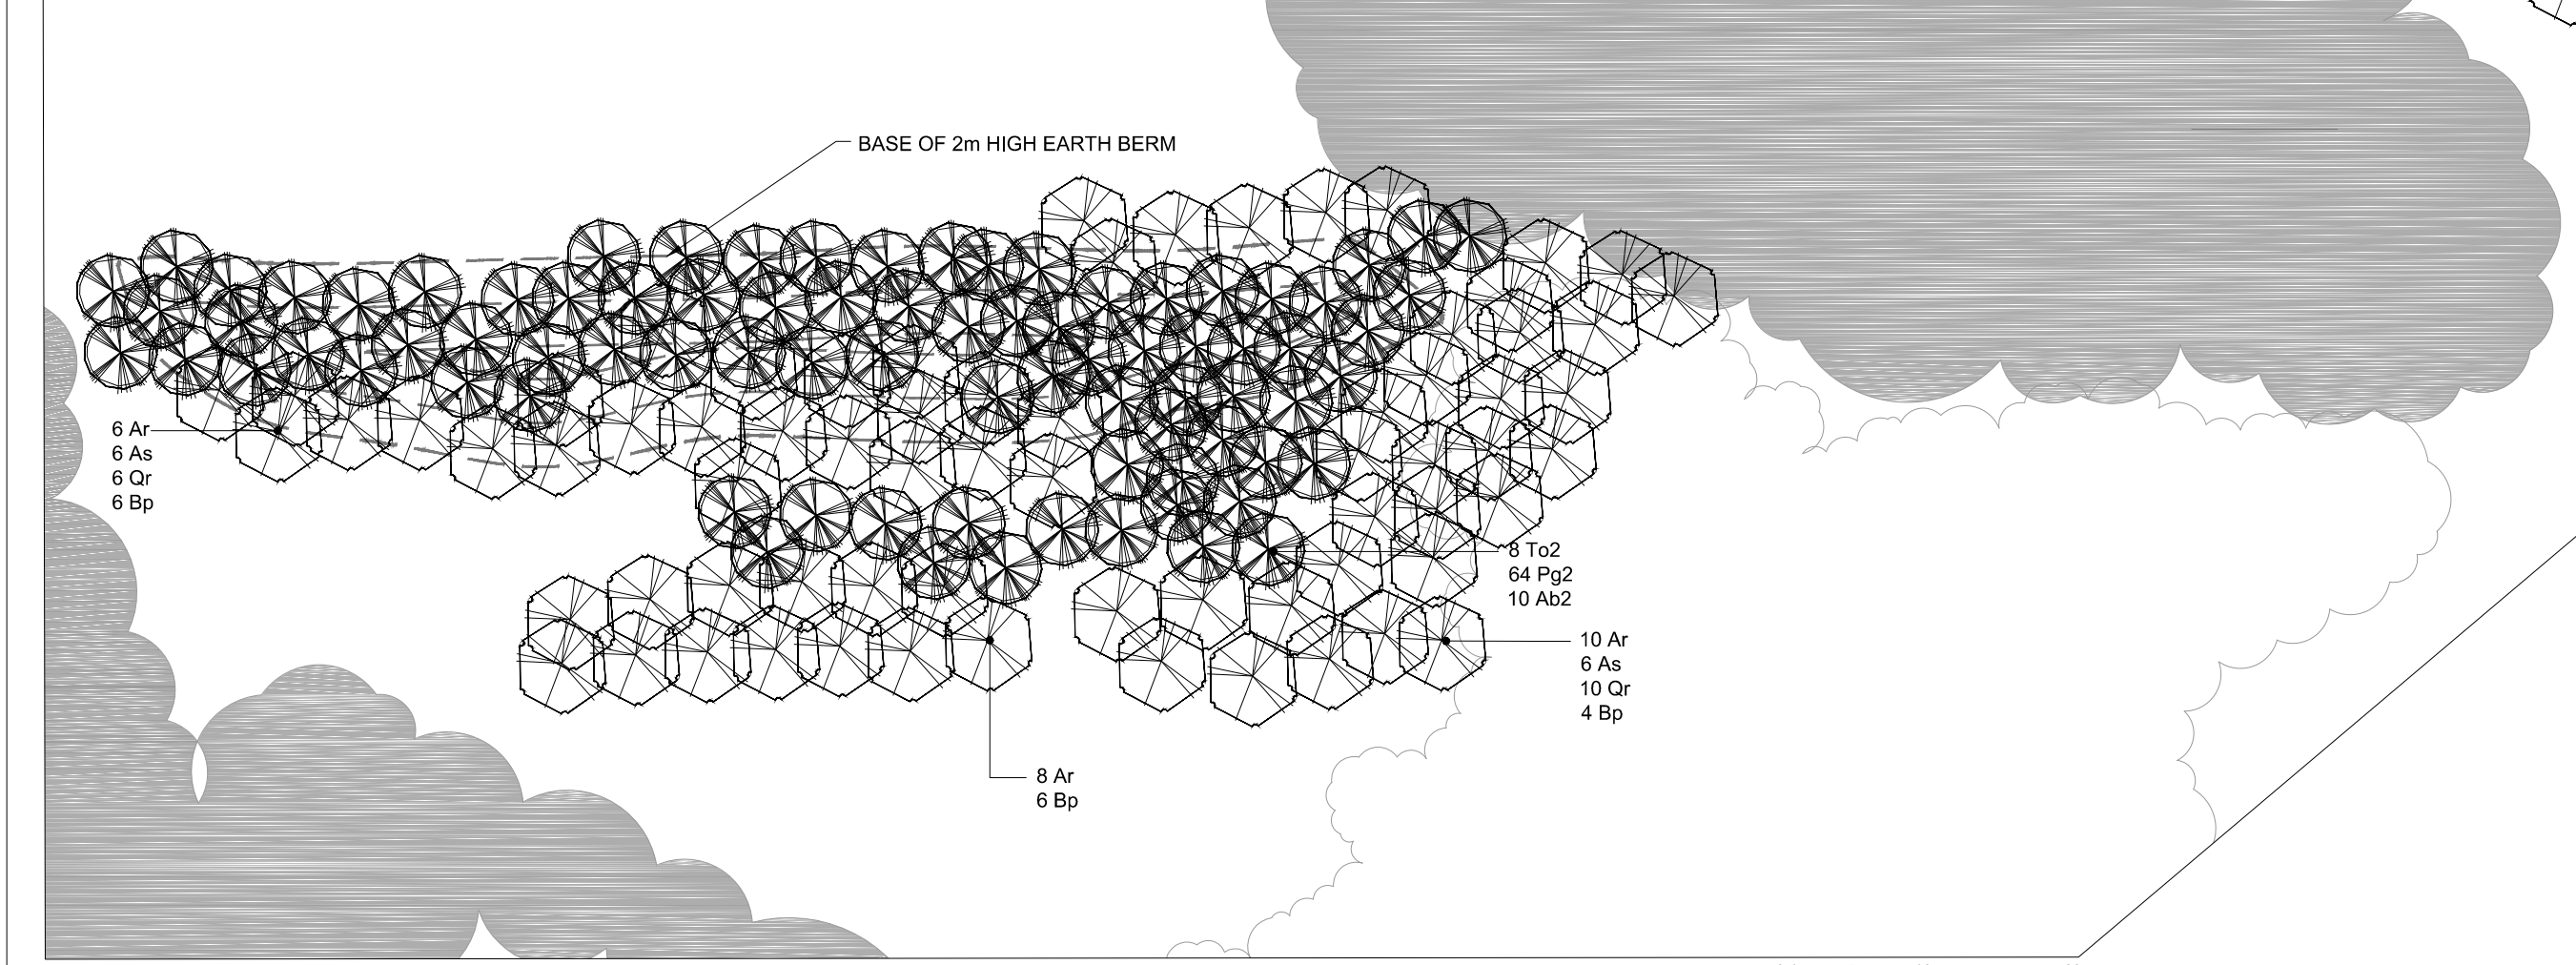 BASE OF 2m HIGH EARTH BERM
6 Ar
6 As
6 Qr
6 Bp
8 To2
64 Pg2
10 Ab2
10 Ar
6 As
10 Qr
4 Bp
8 Ar
6 Bp